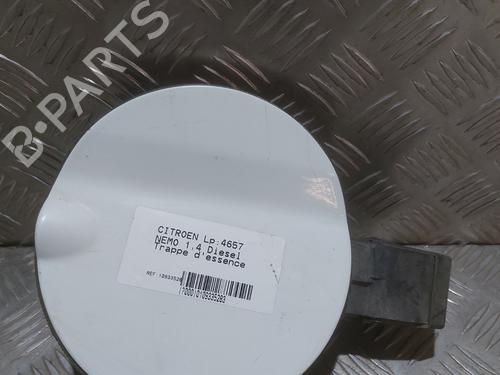 B-PARTS
CITROEN Lp:4657
NEMO 1.4 Diesel
Trappe d'essence